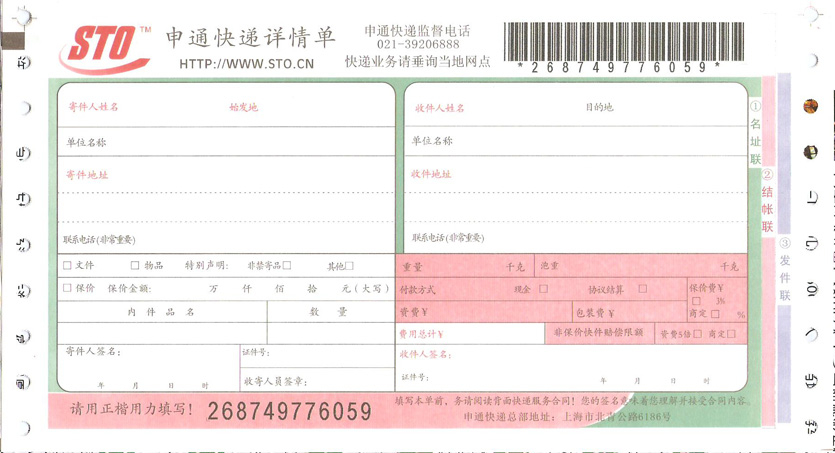 STO TM 申通快递详情单
HTTP://WWW.STO.CN
申通快递监督电话
021-39206888
快递业务请垂询当地网点
*268749776059*
寄件人姓名 始发地
单位名称
寄件地址
联系电话(非常重要)
收件人姓名 目的地
单位名称
收件地址
联系电话(非常重要)
①名址联
②结帐联
③发件联
□文件 □物品 特别声明: 非禁寄品□ 其他□
□保价 保价金额: 万 仟 佰 拾 元(大写)
内件品名 数量
重量 千克 泡重 千克
付款方式 现金 □ 协议结算 □ 保价费¥
□ 3%
资费¥ 包装费¥ 商定 □ %
费用总计¥ 非保价快件赔偿限额 资费5倍□ 商定□
寄件人签名: 证件号:
年 月 日 时 收寄人员签章:
收件人签名:
证件号: 年 月 日 时
请用正楷用力填写! 268749776059
填写本单前,务请阅读背面快递服务合同!您的签名意味着您理解并接受合同内容。
申通快递总部地址:上海市北青公路6186号